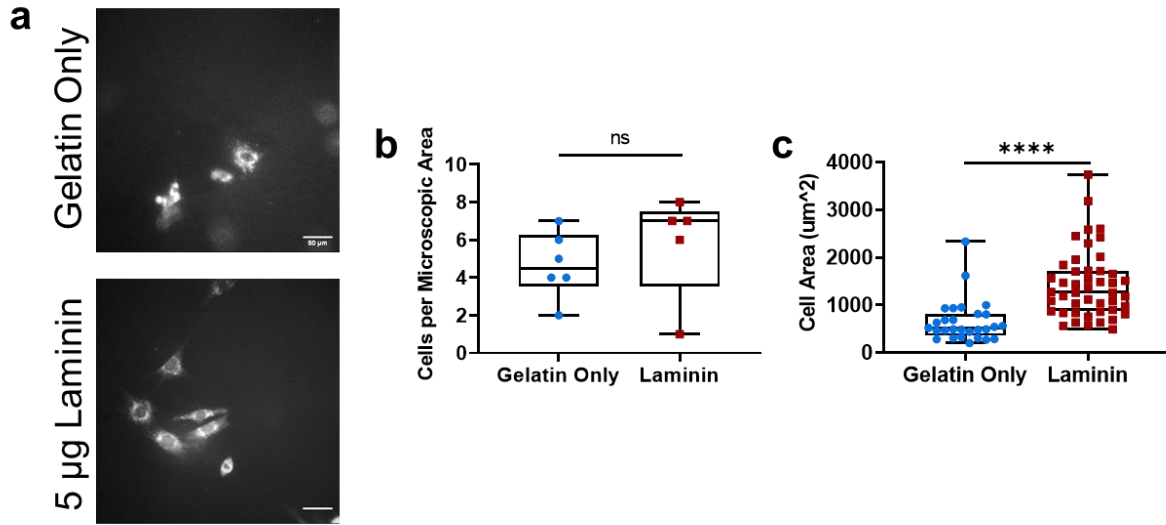 a
Gelatin Only
50 µm
5 µg Laminin
b
ns
Cells per Microscopic Area
10
8
6
4
2
0
Gelatin Only
Laminin
c
****
Cell Area (um^2)
4000
3000
2000
1000
0
Gelatin Only
Laminin